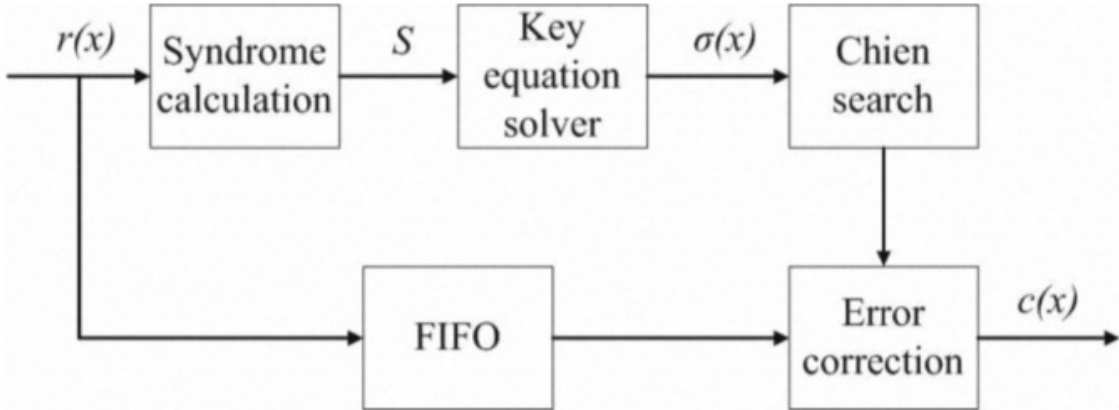 r(x)
Syndrome
calculation
S
Key
equation
solver
σ(x)
Chien
search
FIFO
Error
correction
c(x)